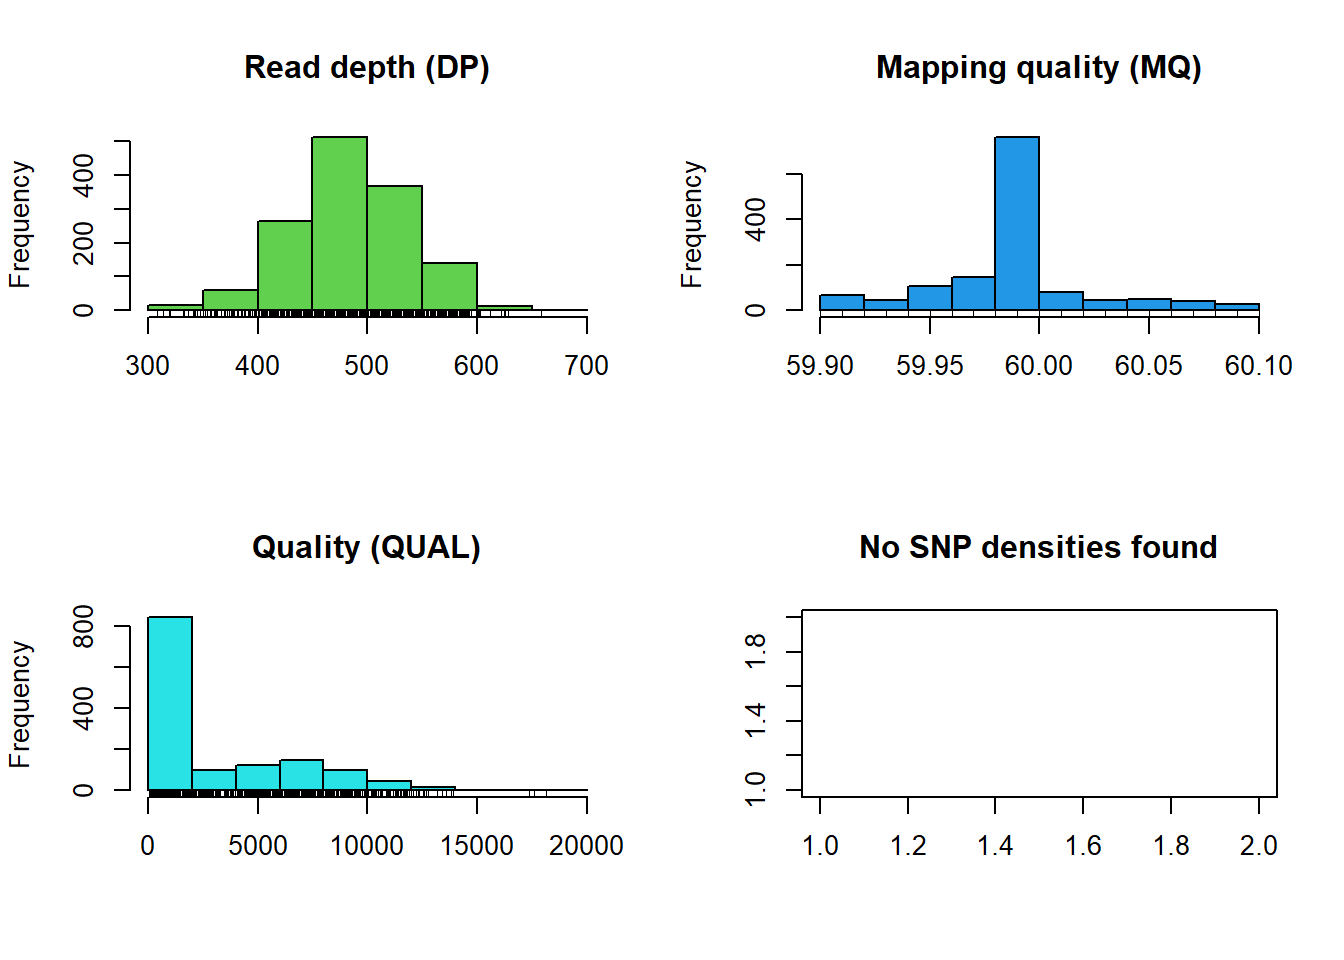 Read depth (DP)
Frequency
0
200
400
300 400 500 600 700
Mapping quality (MQ)
Frequency
0
400
59.90 59.95 60.00 60.05 60.10
Quality (QUAL)
Frequency
0
400
800
0 5000 10000 15000 20000
No SNP densities found
1.0
1.4
1.8
1.0 1.2 1.4 1.6 1.8 2.0